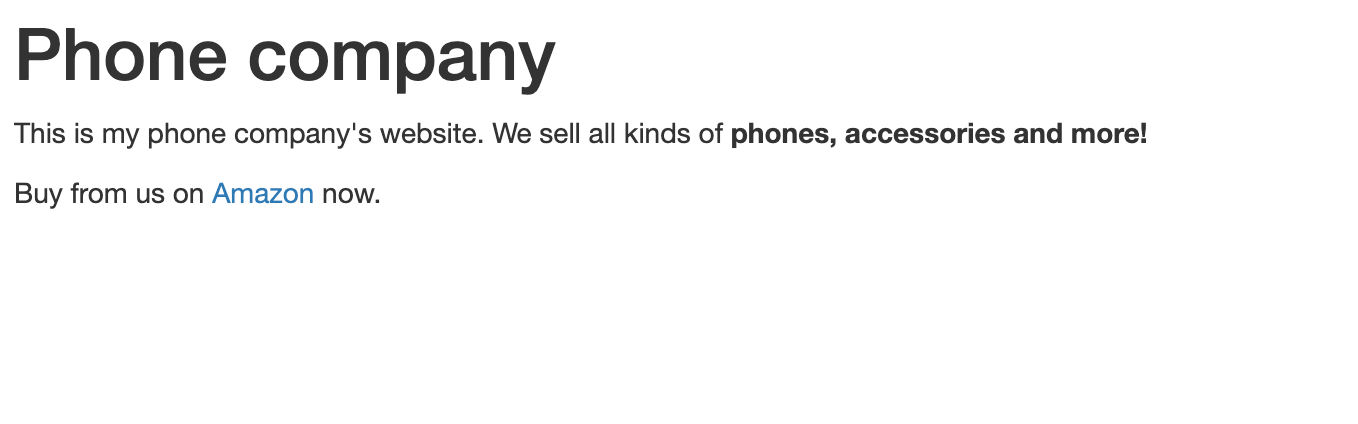 Phone company
This is my phone company's website. We sell all kinds of phones, accessories and more!
Buy from us on Amazon now.